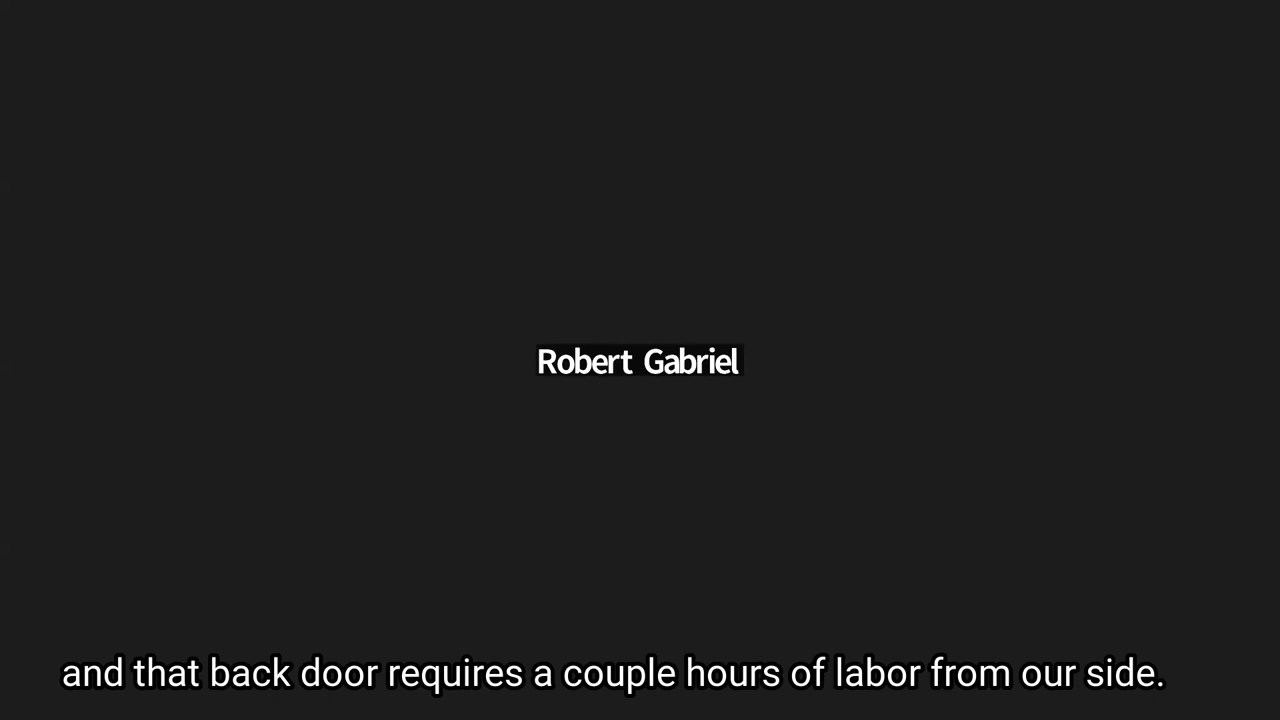 Robert Gabriel
and that back door requires a couple hours of labor from our side.